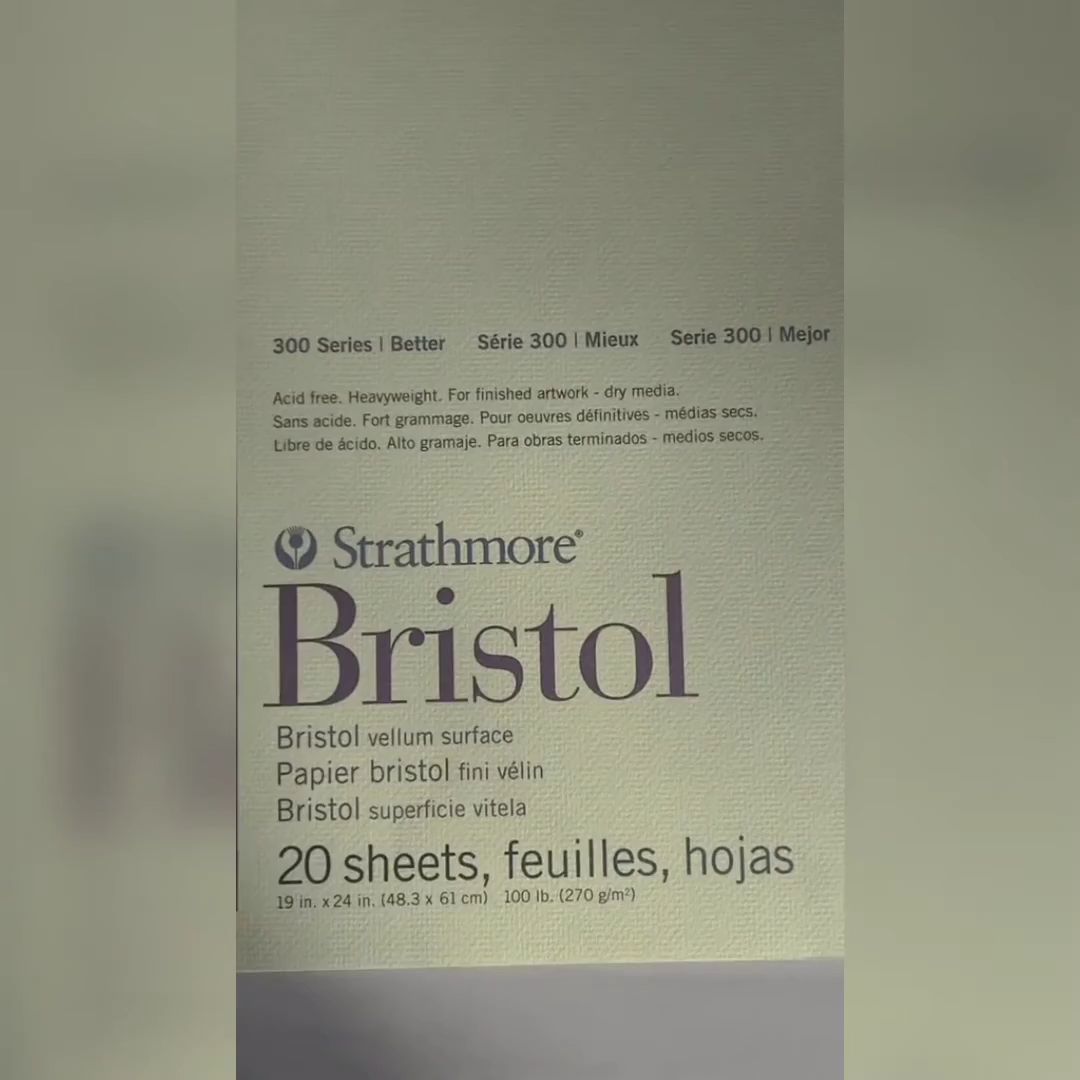 300 Series | Better Série 300 | Mieux Serie 300 | Mejor
Acid free. Heavyweight. For finished artwork - dry media.
Sans acide. Fort grammage. Pour oeuvres définitives - médias secs.
Libre de ácido. Alto gramaje. Para obras terminados - medios secos.
Strathmore®
Bristol
Bristol vellum surface
Papier bristol fini vélin
Bristol superficie vitela
20 sheets, feuilles, hojas
19 in. x 24 in. (48.3 x 61 cm) 100 lb. (270 g/m²)